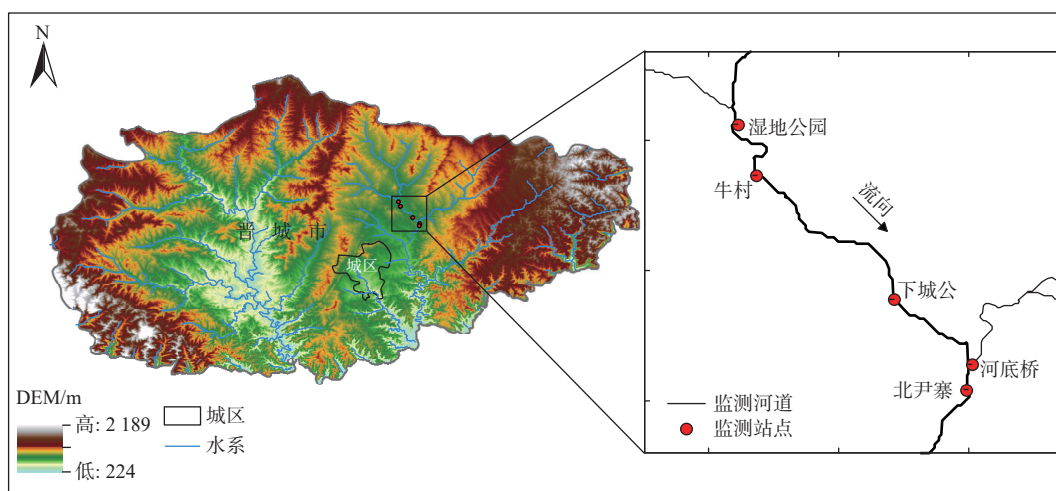 N
晋城市
城区
DEM/m
高: 2 189
低: 224
城区
水系
湿地公园
牛村
流向
下城公
河底桥
北尹寨
监测河道
监测站点